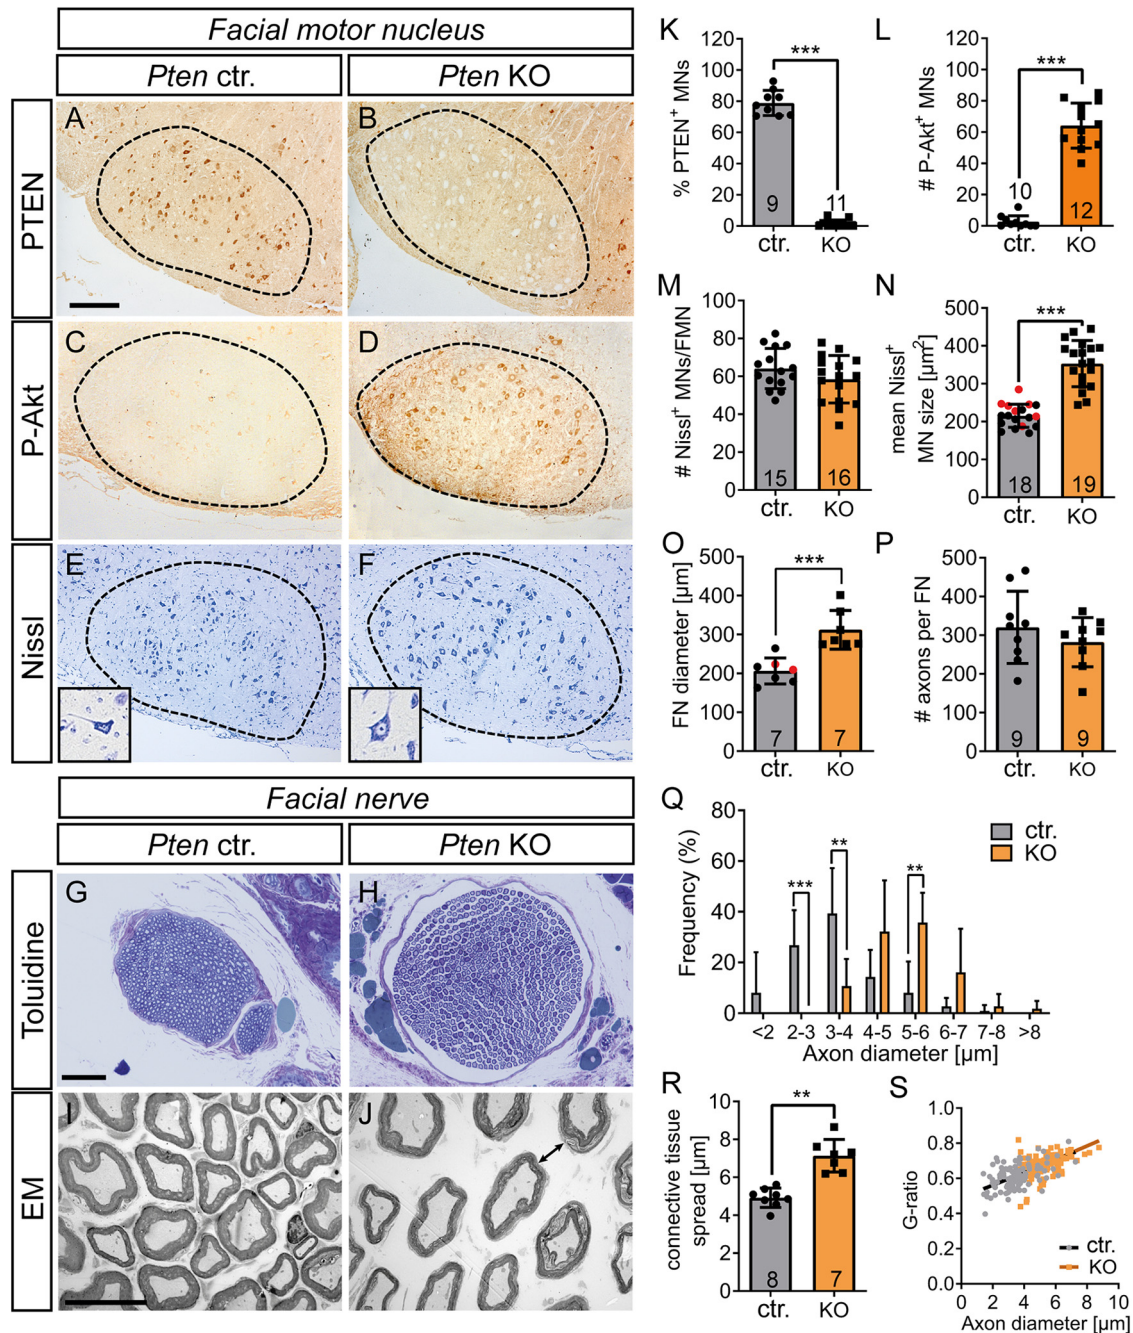 Facial motor nucleus
Pten ctr.
Pten KO
PTEN
A
B
P-Akt
C
D
Nissl
E
F
Facial nerve
Pten ctr.
Pten KO
Toluidine
G
H
EM
I
J
K
% PTEN+ MNs
120
100
80
60
40
20
0
***
9
11
ctr.
KO
L
# P-Akt+ MNs
120
100
80
60
40
20
0
***
10
12
ctr.
KO
M
# Nissl+ MNs/FMN
100
80
60
40
20
0
15
16
ctr.
KO
N
mean Nissl+
MN size [µm²]
500
400
300
200
100
0
***
18
19
ctr.
KO
O
FN diameter [µm]
500
400
300
200
100
0
***
7
7
ctr.
KO
P
# axons per FN
500
400
300
200
100
0
9
9
ctr.
KO
Q
Frequency (%)
80
60
40
20
0
***
**
**
ctr.
KO
<2
2-3
3-4
4-5
5-6
6-7
7-8
>8
Axon diameter [µm]
R
connective tissue
spread [µm]
10
8
6
4
2
0
**
8
7
ctr.
KO
S
G-ratio
1.0
0.8
0.6
0.4
0.2
0.0
ctr.
KO
0
2
4
6
8
10
Axon diameter [µm]